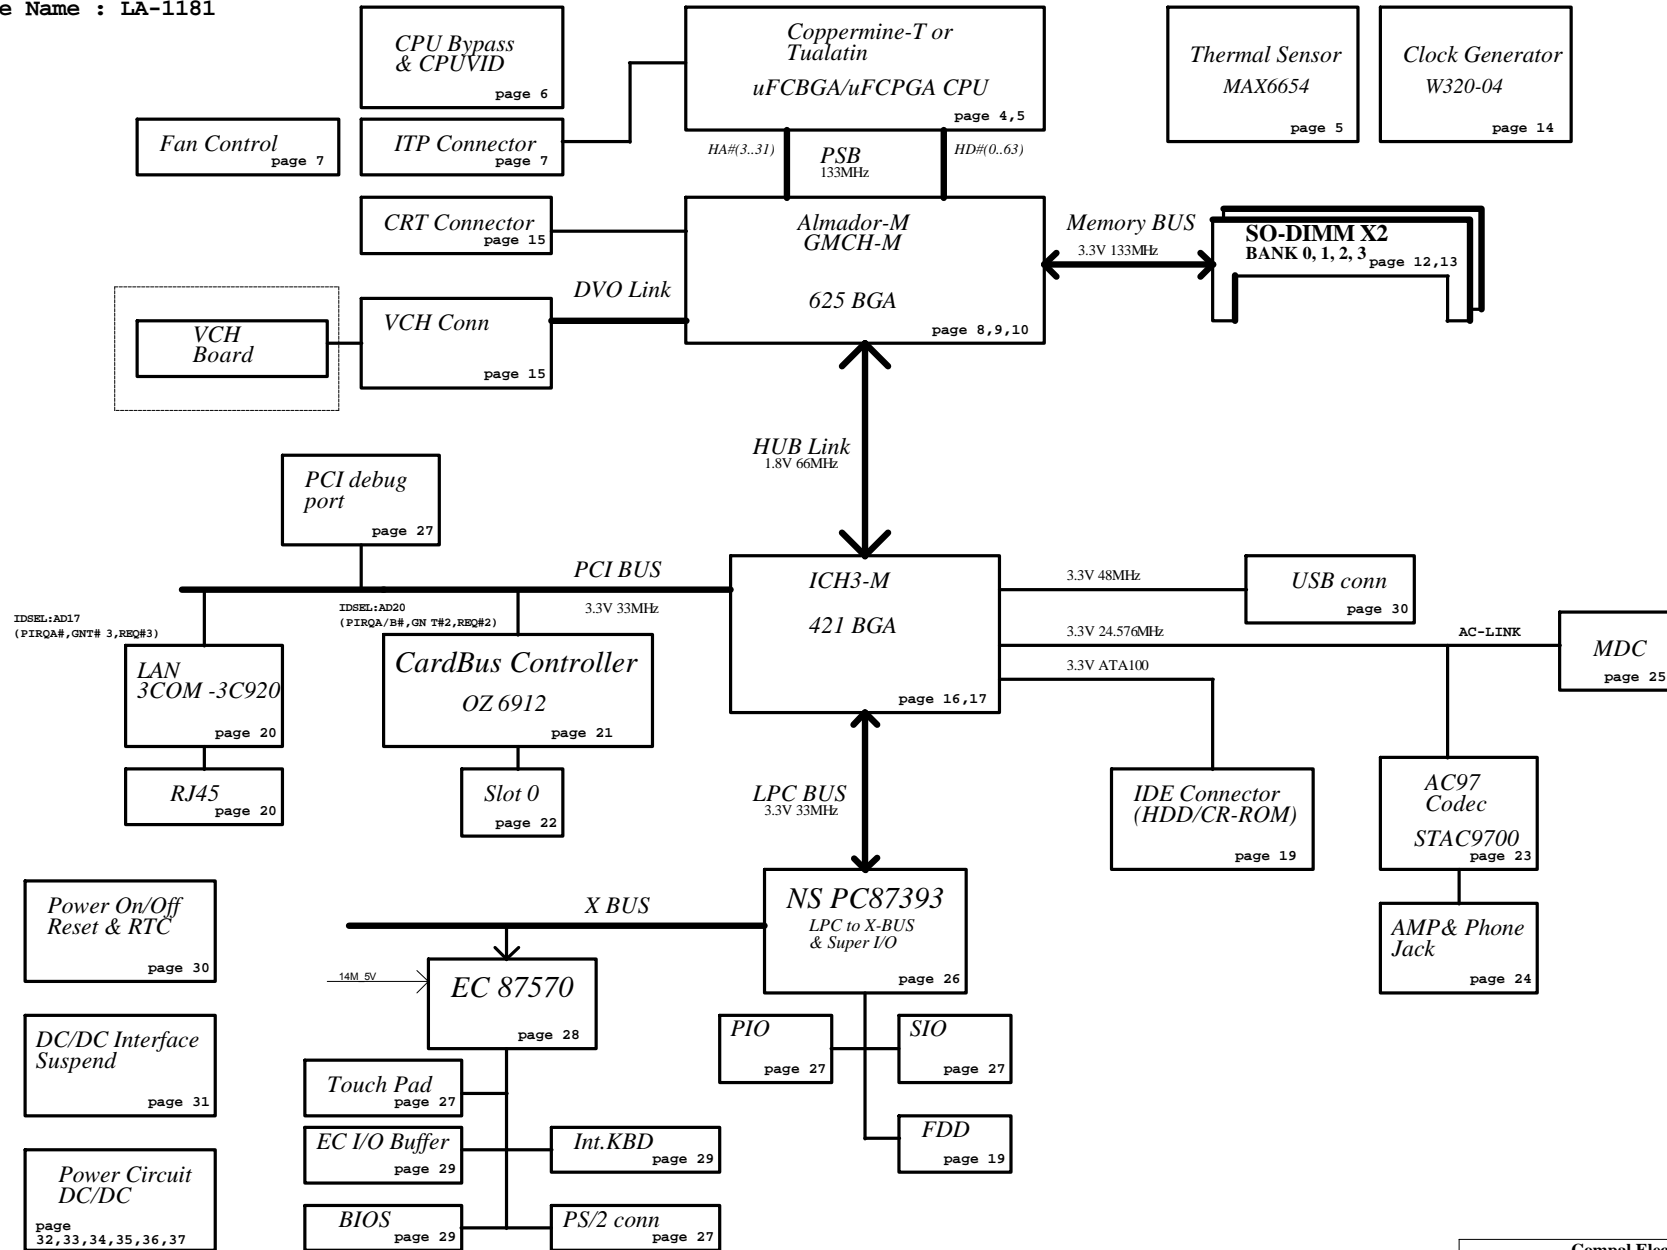 e Name : LA-1181
CPU Bypass
& CPUVID
page 6
Coppermine-T or
Tualatin
uFCBGA/uFCPGA CPU
page 4,5
Thermal Sensor
MAX6654
page 5
Clock Generator
W320-04
page 14
Fan Control
page 7
ITP Connector
page 7
HA#(3..31)
PSB
133MHz
HD#(0..63)
CRT Connector
page 15
Almador-M
GMCH-M
625 BGA
page 8,9,10
Memory BUS
3.3V 133MHz
SO-DIMM X2
BANK 0, 1, 2, 3
page 12,13
DVO Link
VCH
Board
VCH Conn
page 15
HUB Link
1.8V 66MHz
PCI debug
port
page 27
PCI BUS
3.3V 33MHz
IDSEL:AD17
(PIRQA#,GNT# 3,REQ#3)
IDSEL:AD20
(PIRQA/B#,GN T#2,REQ#2)
ICH3-M
421 BGA
page 16,17
3.3V 48MHz
USB conn
page 30
3.3V 24.576MHz
AC-LINK
MDC
page 25
3.3V ATA100
LAN
3COM -3C920
page 20
CardBus Controller
OZ 6912
page 21
RJ45
page 20
Slot 0
page 22
LPC BUS
3.3V 33MHz
IDE Connector
(HDD/CR-ROM)
page 19
AC97
Codec
STAC9700
page 23
Power On/Off
Reset & RTC
page 30
X BUS
NS PC87393
LPC to X-BUS
& Super I/O
page 26
AMP& Phone
Jack
page 24
14M_5V
EC 87570
page 28
DC/DC Interface
Suspend
page 31
PIO
page 27
SIO
page 27
Touch Pad
page 27
EC I/O Buffer
page 29
Int.KBD
page 29
FDD
page 19
Power Circuit
DC/DC
page
32,33,34,35,36,37
BIOS
page 29
PS/2 conn
page 27